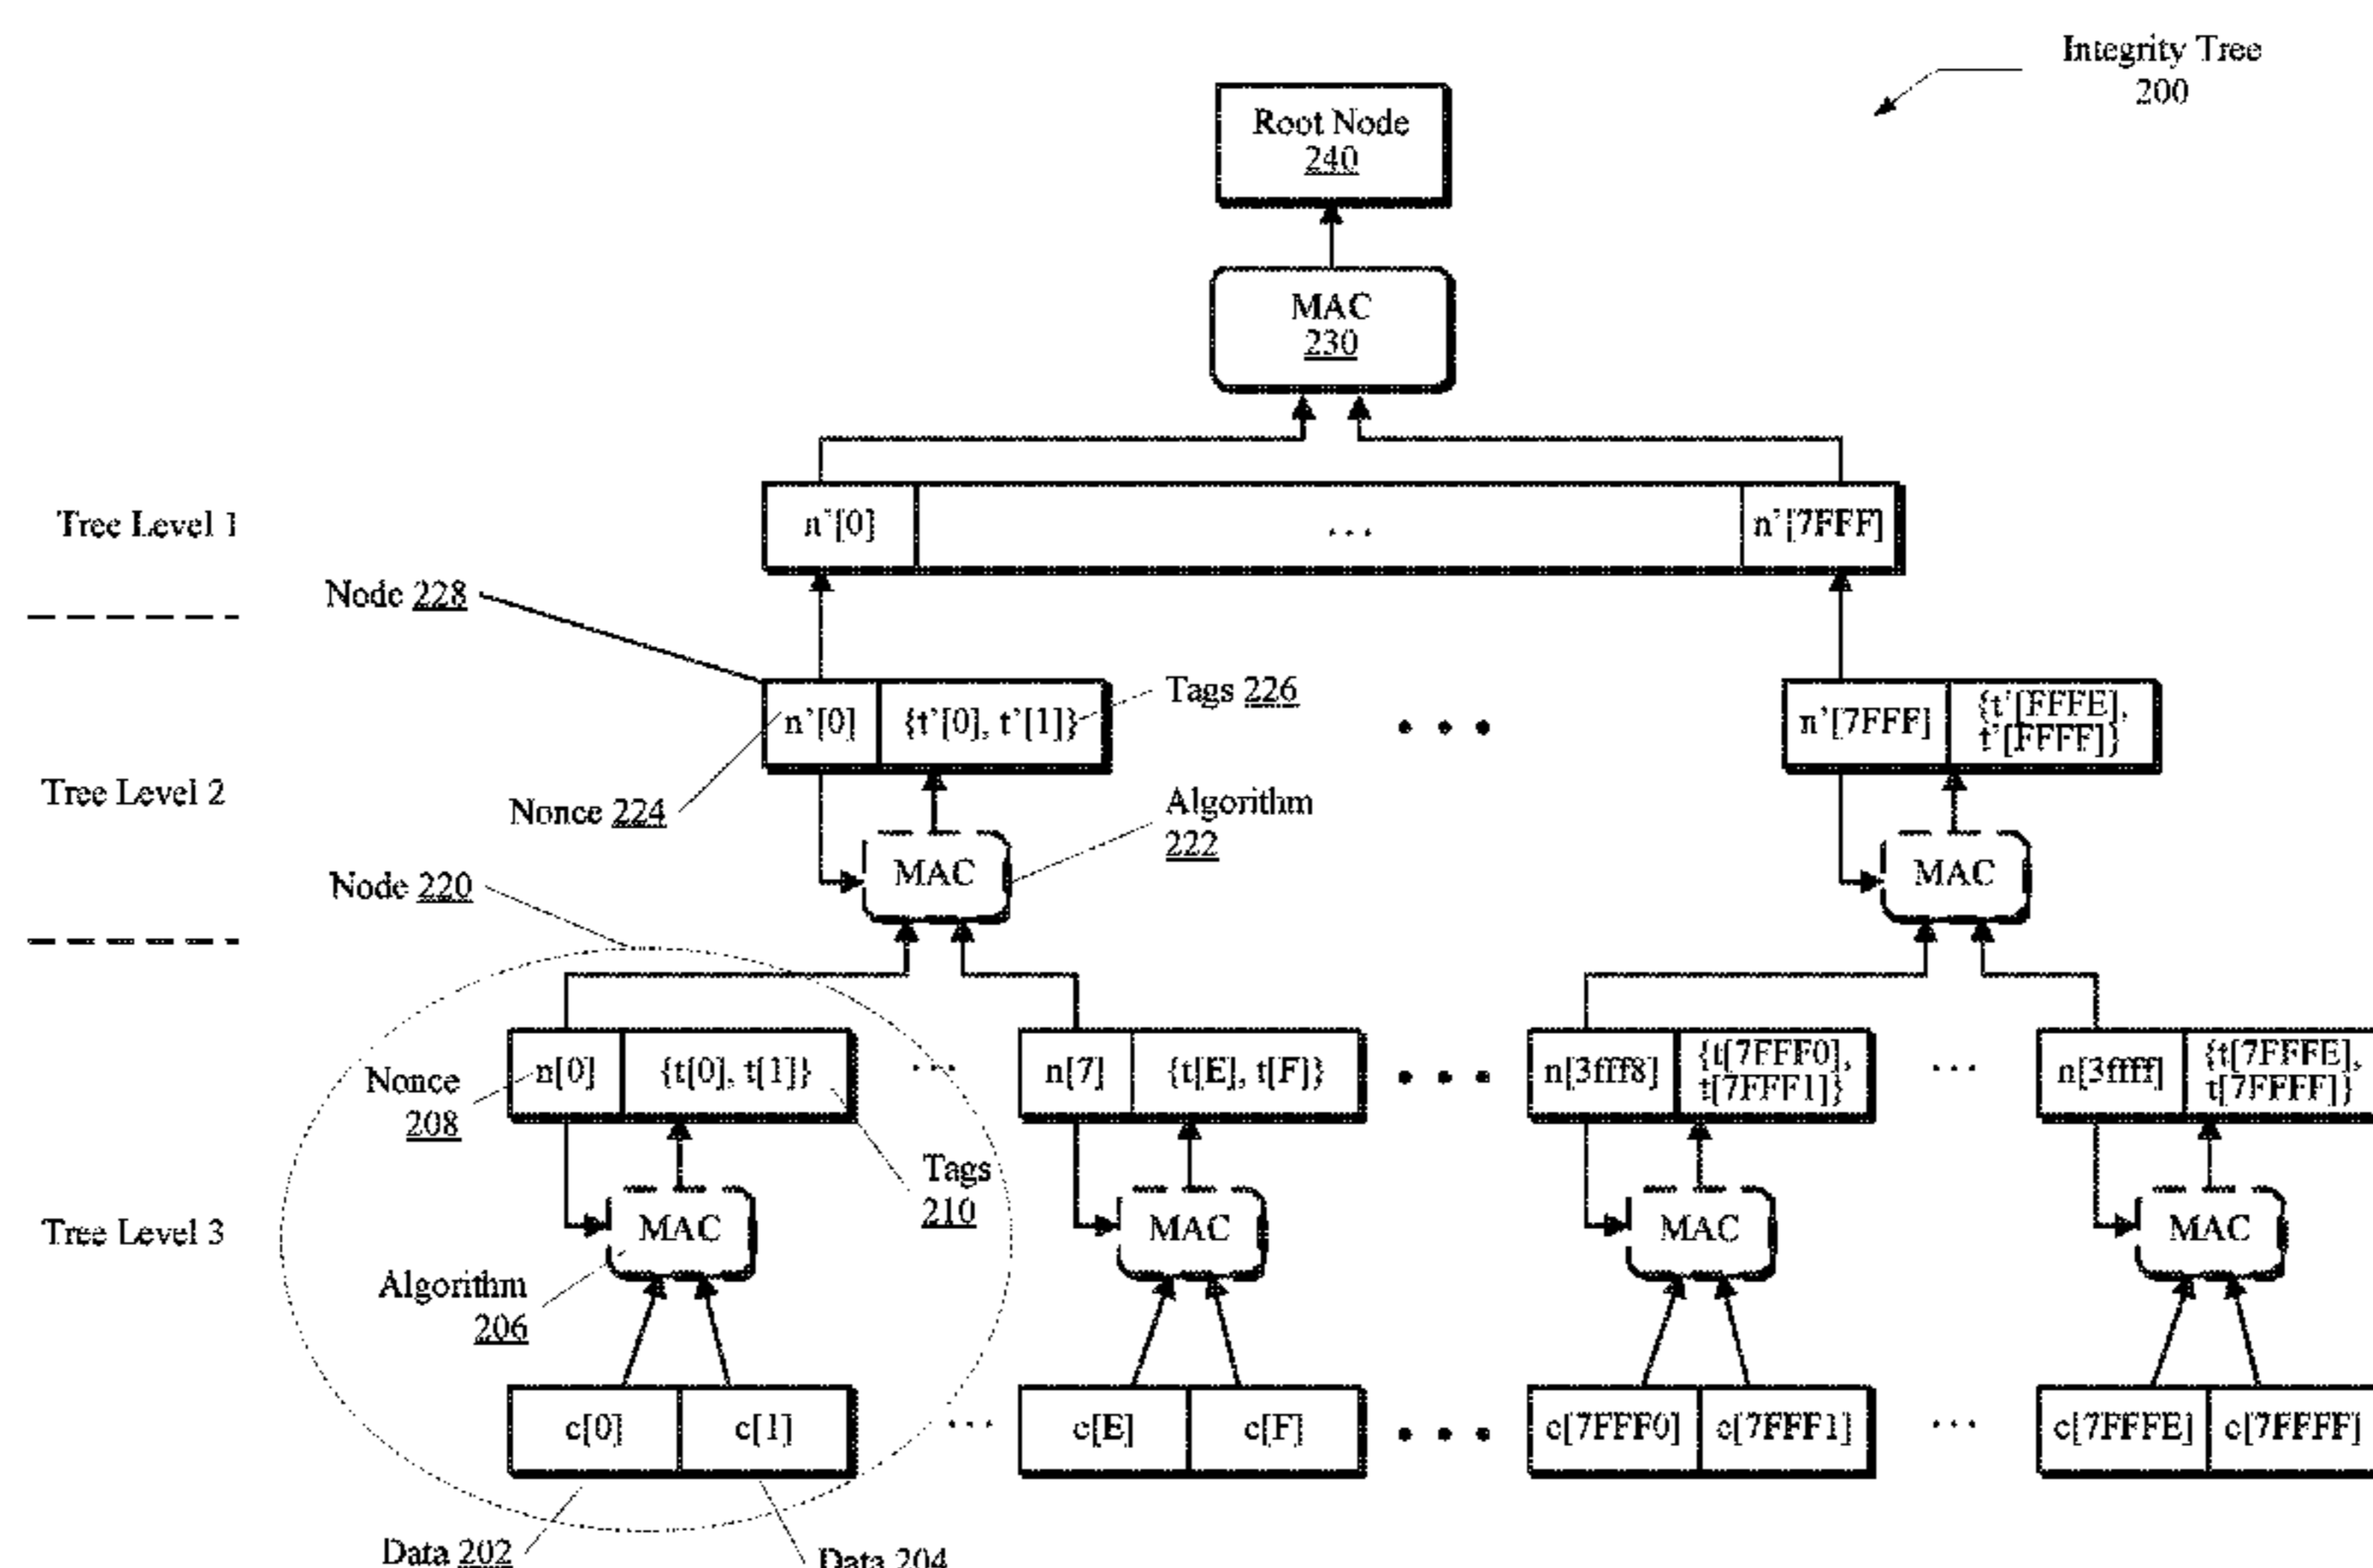 Integrity Tree
200
Root Node
240
MAC
230
Tree Level 1
n'[0]
...
n'[7FFF]
Node 228
n'[0]
{t'[0], t'[1]}
Tags 226
n'[7FFF]
{t'[FFFE],
t'[FFFF]}
Tree Level 2
Nonce 224
Algorithm
222
MAC
MAC
Node 220
Nonce
208
n[0]
{t[0], t[1]}
...
n[7]
{t[E], t[F]}
n[3fff8]
{t[7FFF0],
t[7FFF1]}
...
n[3ffff]
{t[7FFFE],
t[7FFFF]}
Tags
210
Tree Level 3
MAC
MAC
MAC
MAC
Algorithm
206
c[0]
c[1]
...
c[E]
c[F]
c[7FFF0]
c[7FFF1]
...
c[7FFFE]
c[7FFFF]
Data 202
Data 204